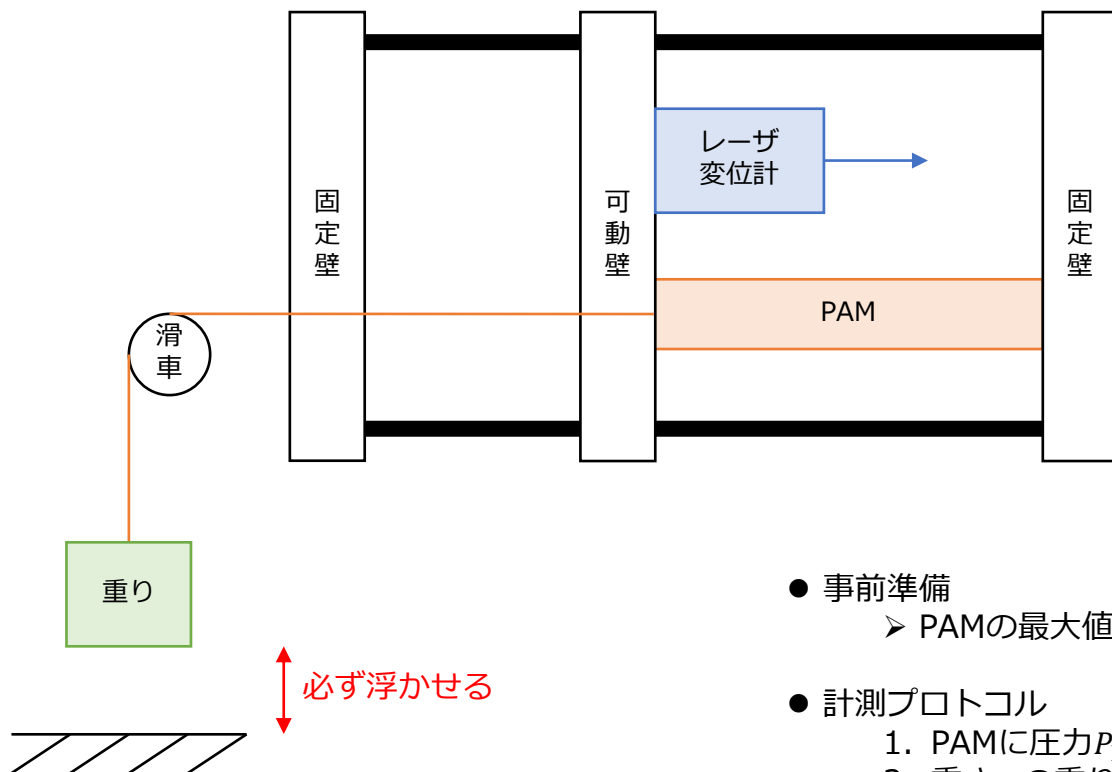 レーザ
変位計
固定壁
可動壁
固定壁
PAM
滑車
重り
必ず浮かせる
● 事前準備
➢ PAMの最大値
● 計測プロトコル
1. PAMに圧力P